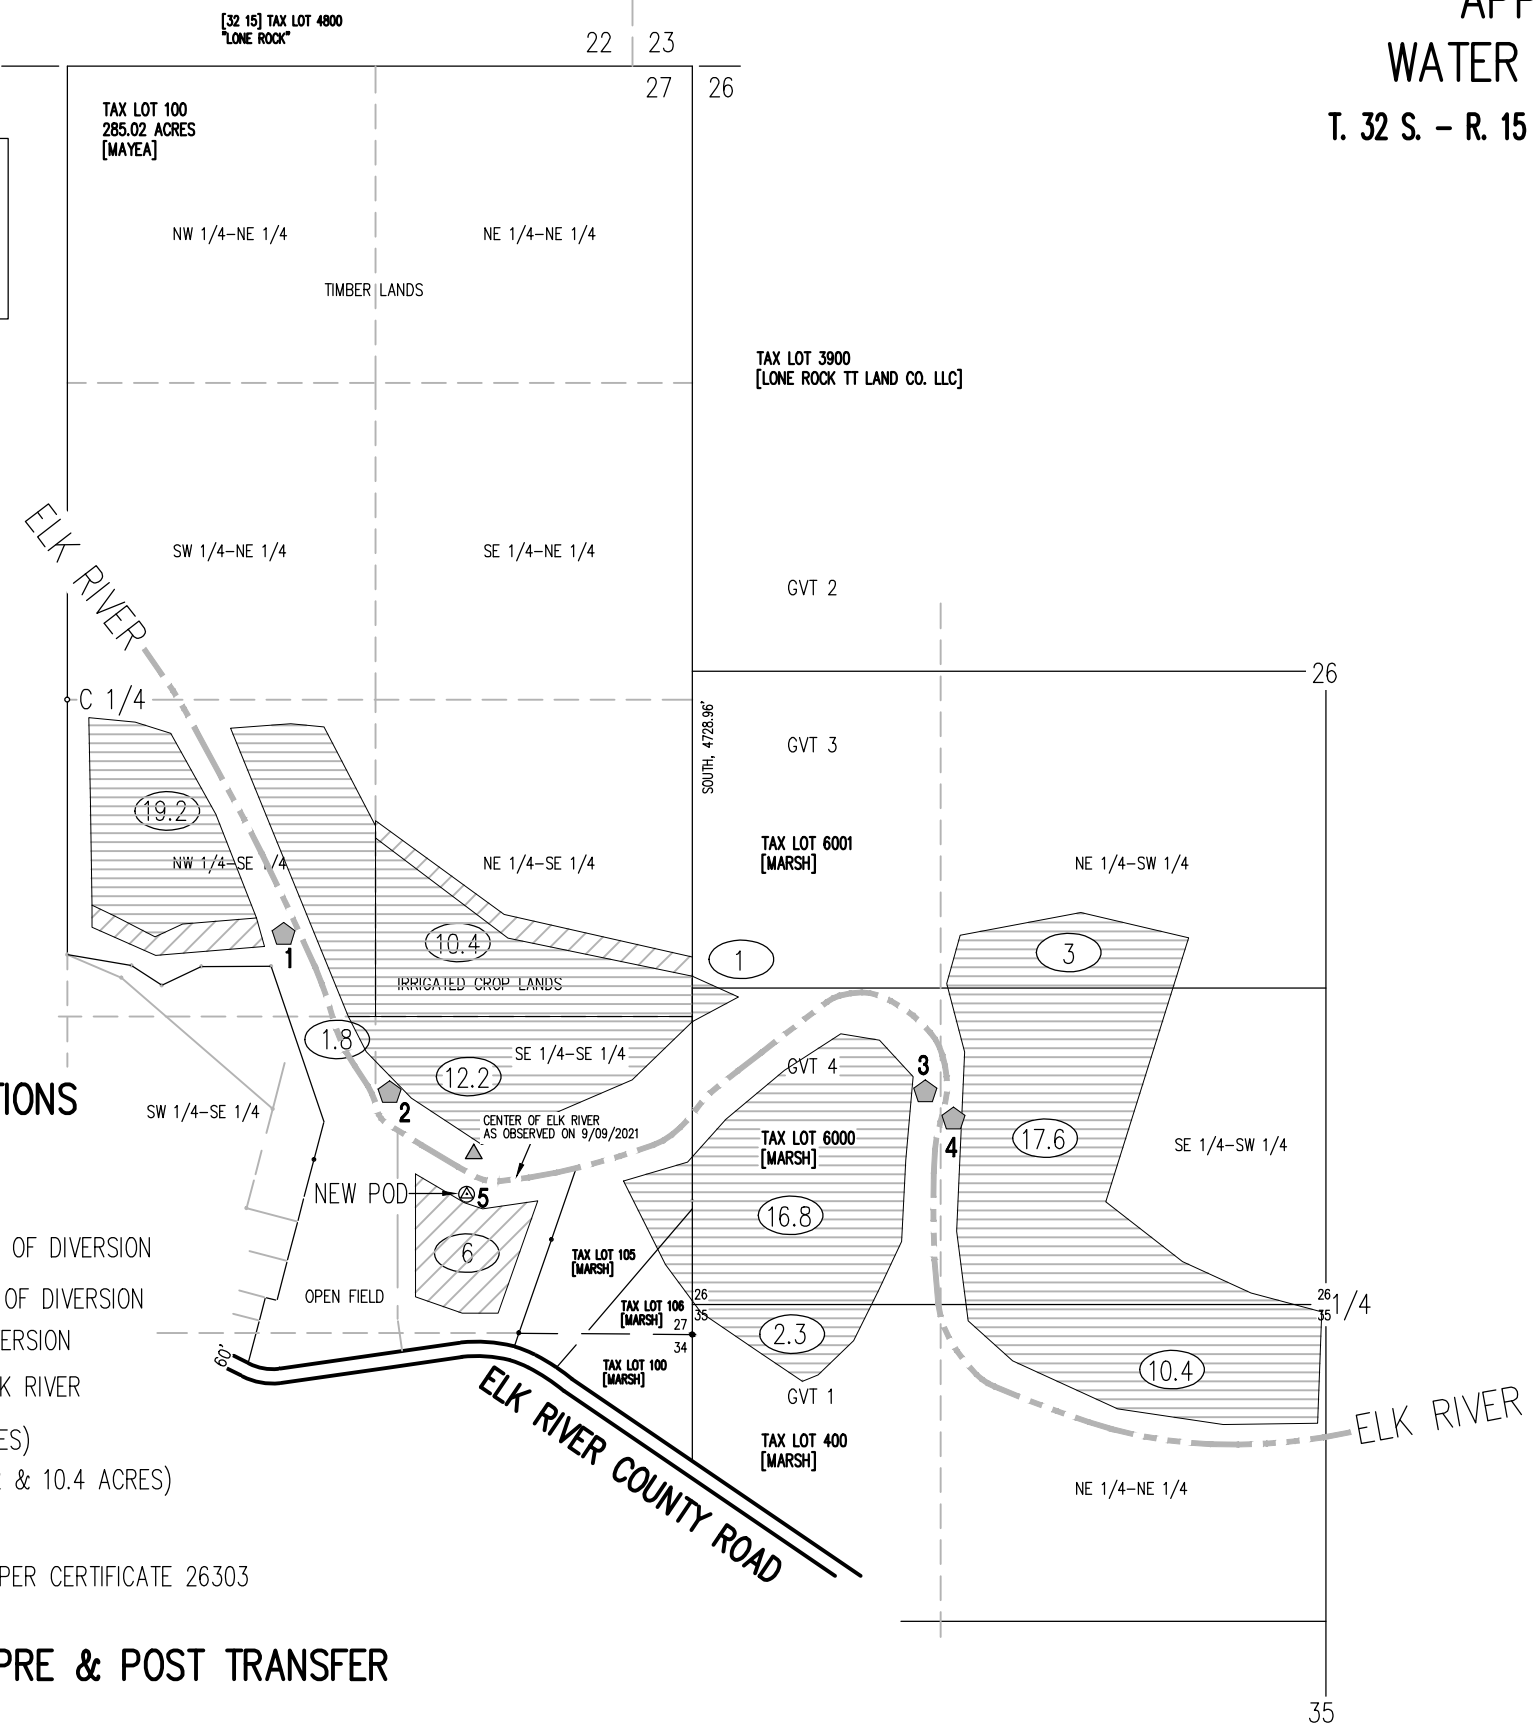 [32 15] TAX LOT 4800
"LONE ROCK"
22
23
27
26
WATER
T. 32 S. - R. 15
TAX LOT 100
285.02 ACRES
[MAYEA]
NW 1/4-NE 1/4
NE 1/4-NE 1/4
TIMBER LANDS
TAX LOT 3900
[LONE ROCK TT LAND CO. LLC]
ELK RIVER
SW 1/4-NE 1/4
SE 1/4-NE 1/4
GVT 2
26
C 1/4
SOUTH, 4728.96'
GVT 3
19.2
TAX LOT 6001
[MARSH]
NW 1/4-SE 1/4
NE 1/4-SE 1/4
NE 1/4-SW 1/4
10.4
1
3
1
IRRIGATED CROP LANDS
1.8
SE 1/4-SE 1/4
12.2
GVT 4
3
2
4
SW 1/4-SE 1/4
CENTER OF ELK RIVER
AS OBSERVED ON 9/09/2021
TAX LOT 6000
[MARSH]
17.6
SE 1/4-SW 1/4
NEW POD
5
16.8
6
OF DIVERSION
TAX LOT 105
[MARSH]
OPEN FIELD
OF DIVERSION
TAX LOT 106
[MARSH]
26
35
27
34
26
35
1/4
2.3
RIVER
60'
TAX LOT 100
[MARSH]
10.4
GVT 1
ELK RIVER COUNTY ROAD
ELK RIVER
TAX LOT 400
[MARSH]
& 10.4 ACRES)
NE 1/4-NE 1/4
PER CERTIFICATE 26303
PRE & POST TRANSFER
35